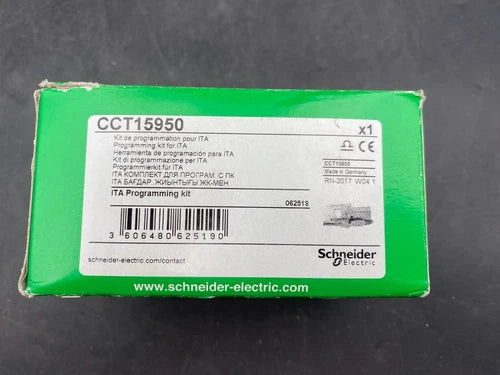 CCT15950
x1
Kit de programmation pour ITA
Programming kit for ITA
Herramienta de programación para ITA
Kit di programmazione per ITA
Programmierkit für ITA
ITA КОМПЛЕКТ ДЛЯ ПРОГРАМ. С ПК
ITA БАҒДАР. ЖИЫНТЫҒЫ ЖК-МЕН
ITA Programming kit
CE
CCT15950
Made in Germany
RN-2017 W04 1
062519
3 606480 625190
Schneider
Electric
schneider-electric.com/contact
www.schneider-electric.com